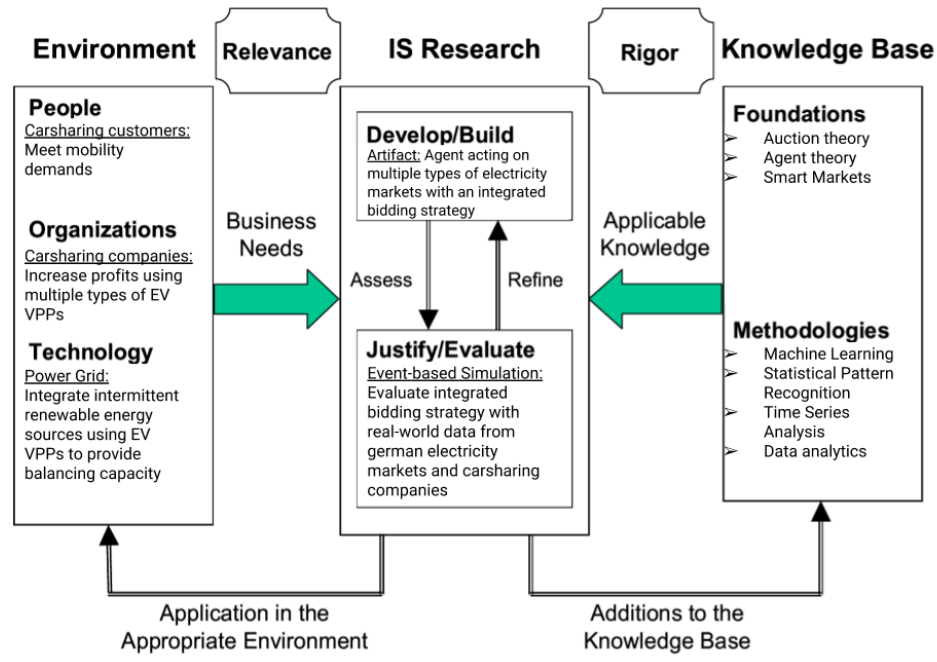 Environment
Relevance
IS Research
Rigor
Knowledge Base
People
Carsharing customers:
Meet mobility
demands
Organizations
Carsharing companies:
Increase profits using
multiple types of EV
VPPs
Technology
Power Grid:
Integrate intermittent
renewable energy
sources using EV
VPPs to provide
balancing capacity
Business
Needs
Develop/Build
Artifact: Agent acting on
multiple types of electricity
markets with an integrated
bidding strategy
Assess
Refine
Justify/Evaluate
Event-based Simulation:
Evaluate integrated
bidding strategy with
real-world data from
german electricity
markets and carsharing
companies
Applicable
Knowledge
Foundations
➢ Auction theory
➢ Agent theory
➢ Smart Markets
Methodologies
➢ Machine Learning
➢ Statistical Pattern
Recognition
➢ Time Series
Analysis
➢ Data analytics
Application in the
Appropriate Environment
Additions to the
Knowledge Base